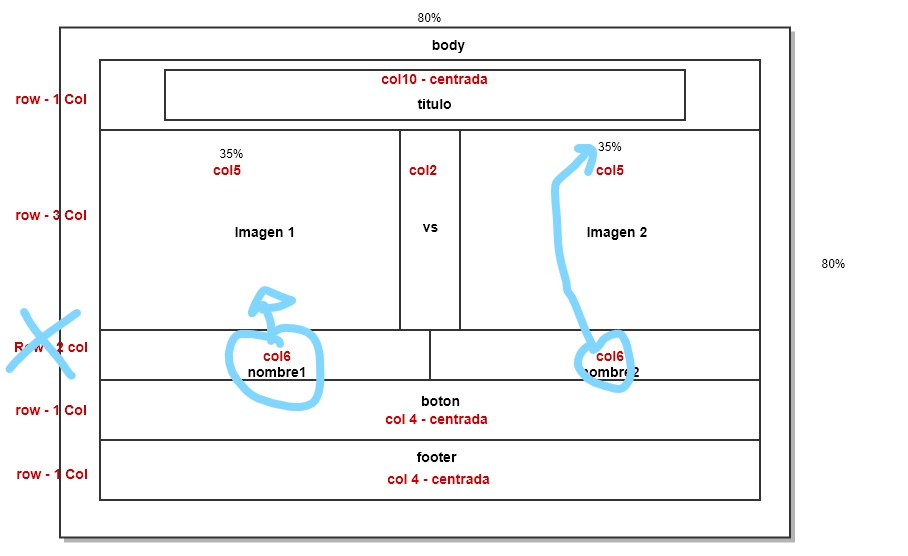 80%
body
col10 - centrada
titulo
row - 1 Col
35%
col5
col2
35%
col5
row - 3 Col
Imagen 1
vs
Imagen 2
80%
Row - 2 col
col6
nombre1
col6
nombre2
boton
row - 1 Col
col 4 - centrada
footer
row - 1 Col
col 4 - centrada